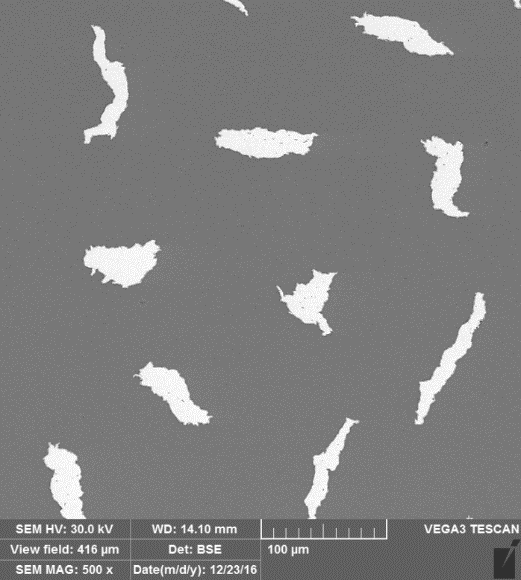 SEM HV: 30.0 kV WD: 14.10 mm VEGA3 TESCAN
View field: 416 µm Det: BSE 100 µm
SEM MAG: 500 x Date(m/d/y): 12/23/16